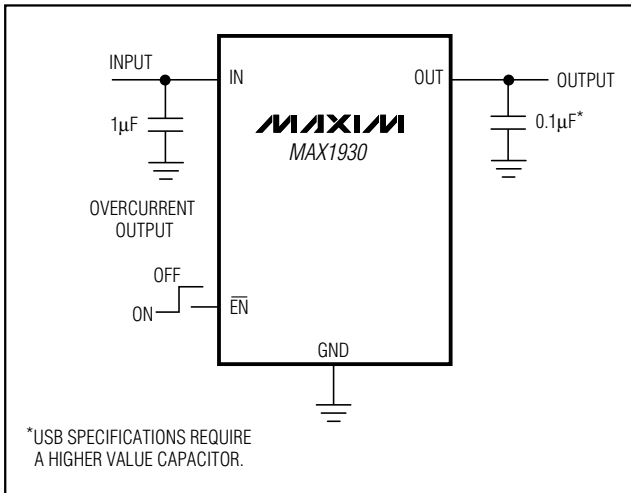 INPUT
IN
OUT
OUTPUT
1µF
MAXIM
MAX1930
0.1µF*
OVERCURRENT
OUTPUT
OFF
ON
E̅N̅
GND
*USB SPECIFICATIONS REQUIRE
A HIGHER VALUE CAPACITOR.